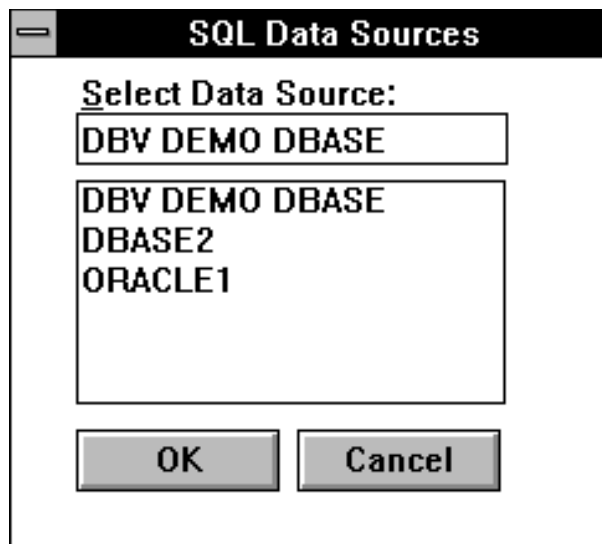 SQL Data Sources
Select Data Source:
DBV DEMO DBASE
DBV DEMO DBASE
DBASE2
ORACLE1
OK
Cancel